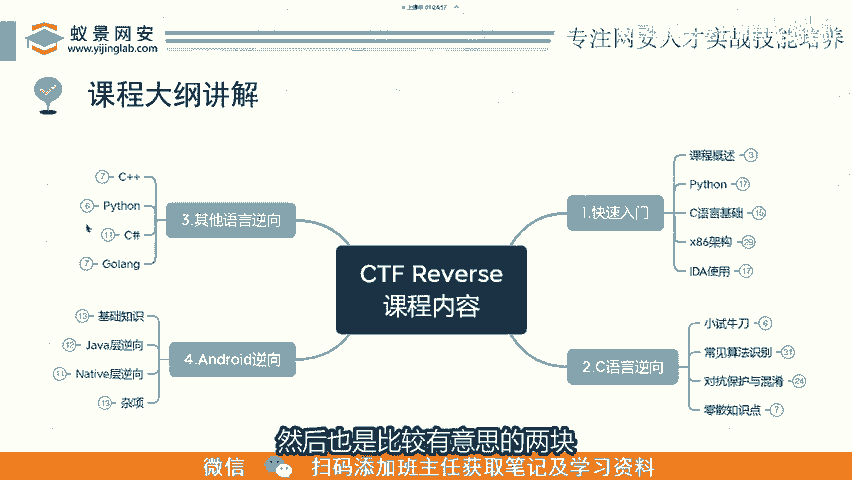 蚁景网安
www.yijinglab.com
专注网安人才实战技能培养
课程大纲讲解
CTF Reverse
课程内容
1.快速入门
课程概述 3
Python 17
C语言基础 15
x86架构 29
IDA使用 17
2.C语言逆向
小试牛刀 6
常见算法识别 31
对抗保护与混淆 24
零散知识点 7
3.其他语言逆向
7 C++
6 Python
11 C#
7 Golang
4.Android逆向
13 基础知识
12 Java层逆向
11 Native层逆向
13 杂项
然后也是比较有意思的两块
微信 扫码添加班主任获取笔记及学习资料